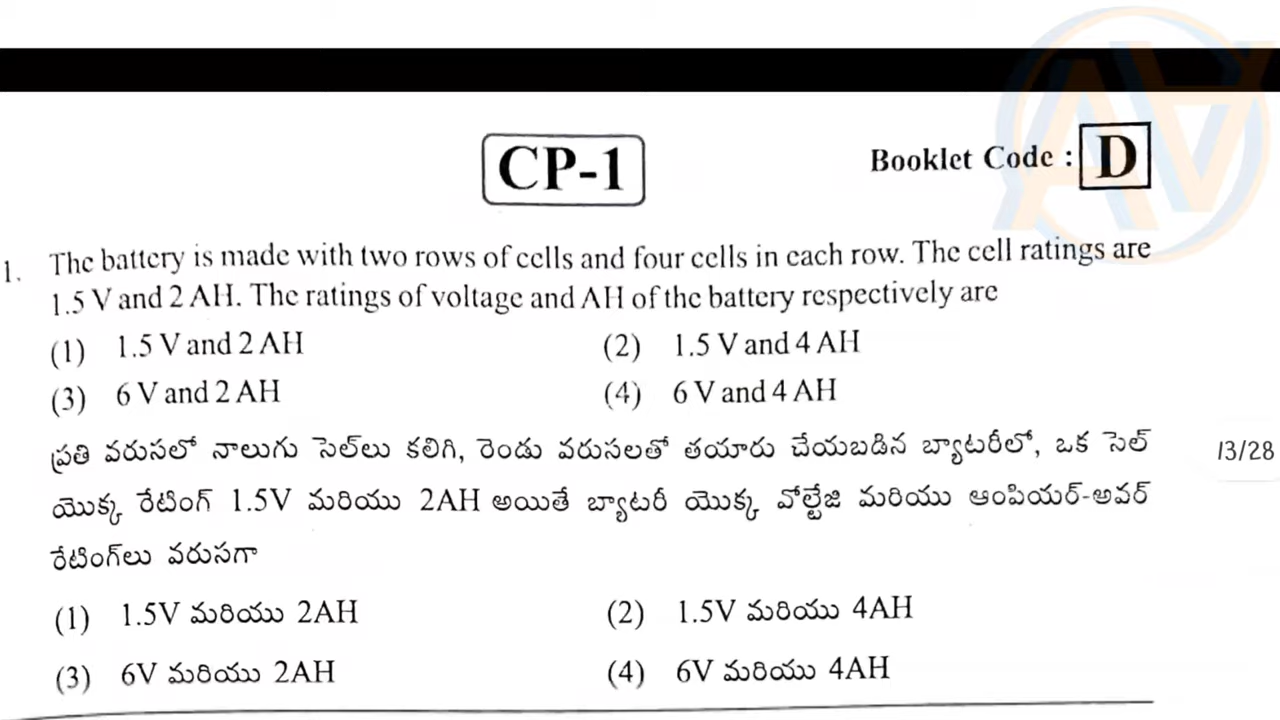 CP-1
Booklet Code : D
1. The battery is made with two rows of cells and four cells in each row. The cell ratings are
1.5 V and 2 AH. The ratings of voltage and AH of the battery respectively are
(1) 1.5 V and 2 AH (2) 1.5 V and 4 AH
(3) 6 V and 2 AH (4) 6 V and 4 AH
ప్రతి వరుసలో నాలుగు సెల్‌లు కలిగి, రెండు వరుసలతో తయారు చేయబడిన బ్యాటరీలో, ఒక సెల్
యొక్క రేటింగ్ 1.5V మరియు 2AH అయితే బ్యాటరీ యొక్క వోల్టేజి మరియు ఆంపియర్-అవర్
రేటింగ్‌లు వరుసగా
(1) 1.5V మరియు 2AH (2) 1.5V మరియు 4AH
(3) 6V మరియు 2AH (4) 6V మరియు 4AH
13/28